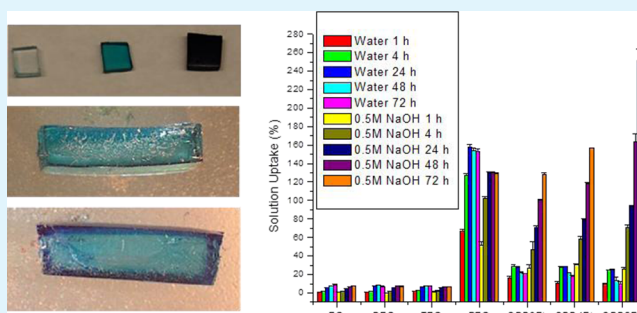 280
260
240
220
200
180
160
140
120
100
80
60
40
20
0
Solution Uptake (%)
Water 1 h
Water 4 h
Water 24 h
Water 48 h
Water 72 h
0.5M NaOH 1 h
0.5M NaOH 4 h
0.5M NaOH 24 h
0.5M NaOH 48 h
0.5M NaOH 72 h